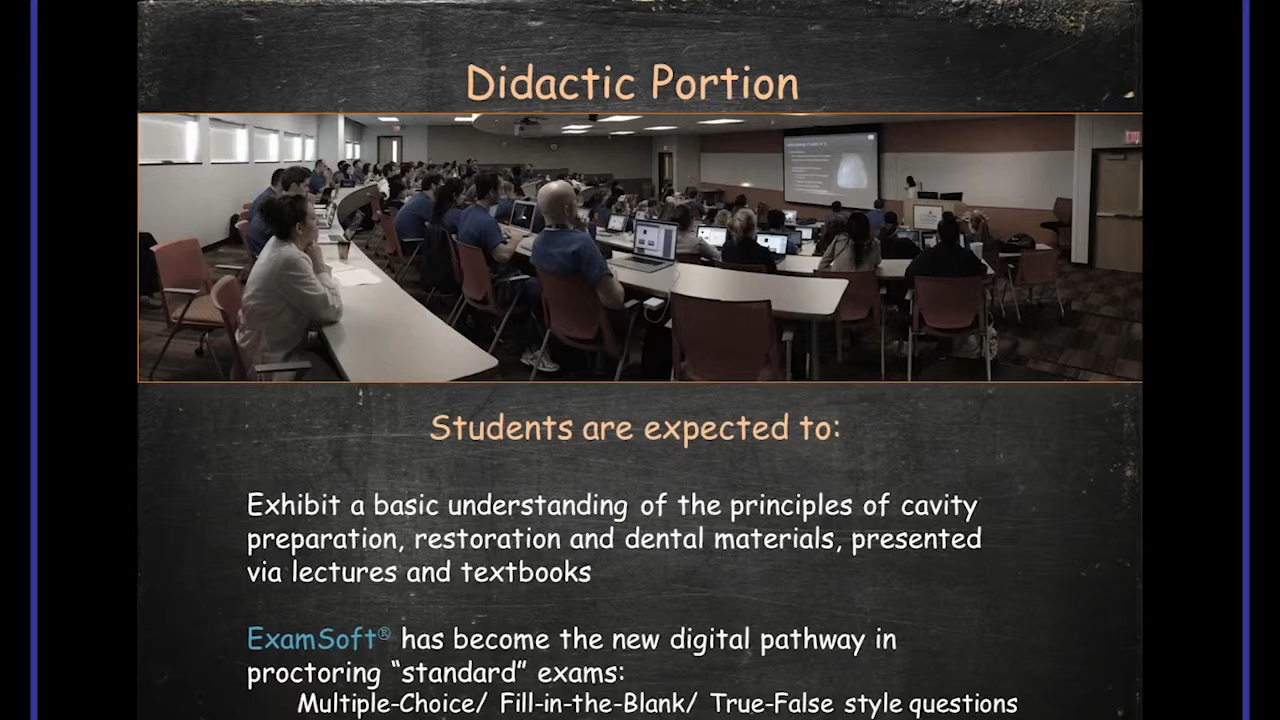 Didactic Portion
Students are expected to:
Exhibit a basic understanding of the principles of cavity
preparation, restoration and dental materials, presented
via lectures and textbooks
ExamSoft® has become the new digital pathway in
proctoring “standard” exams:
Multiple-Choice/ Fill-in-the-Blank/ True-False style questions